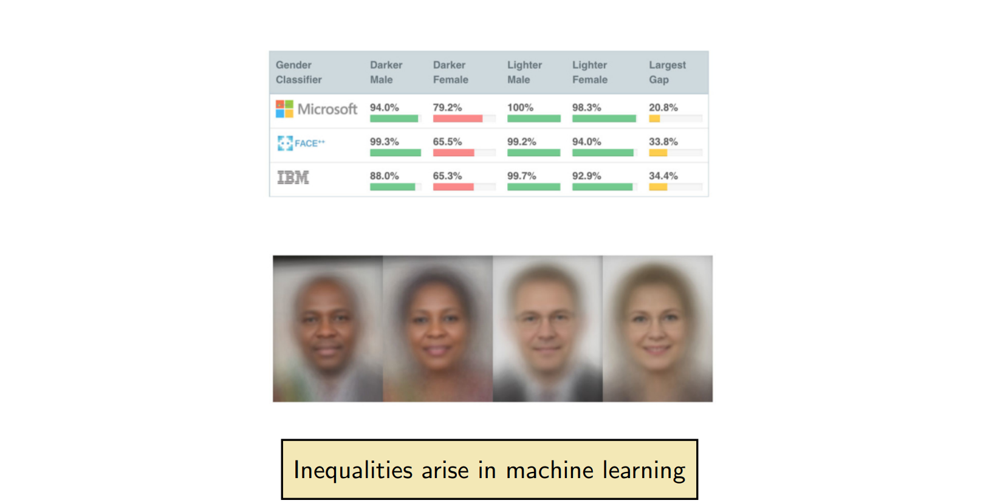 Gender Classifier Darker Male Darker Female Lighter Male Lighter Female Largest Gap
Microsoft 94.0% 79.2% 100% 98.3% 20.8%
FACE++ 99.3% 65.5% 99.2% 94.0% 33.8%
IBM 88.0% 65.3% 99.7% 92.9% 34.4%
Inequalities arise in machine learning